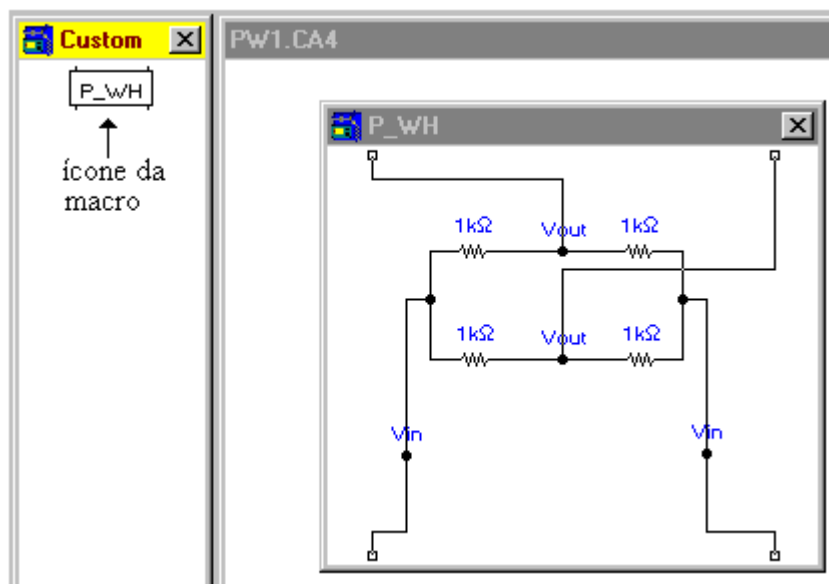 Custom
PW1.CA4
P_WH
ícone da
macro
P_WH
1kΩ
Vout
1kΩ
1kΩ
Vout
1kΩ
Vin
Vin